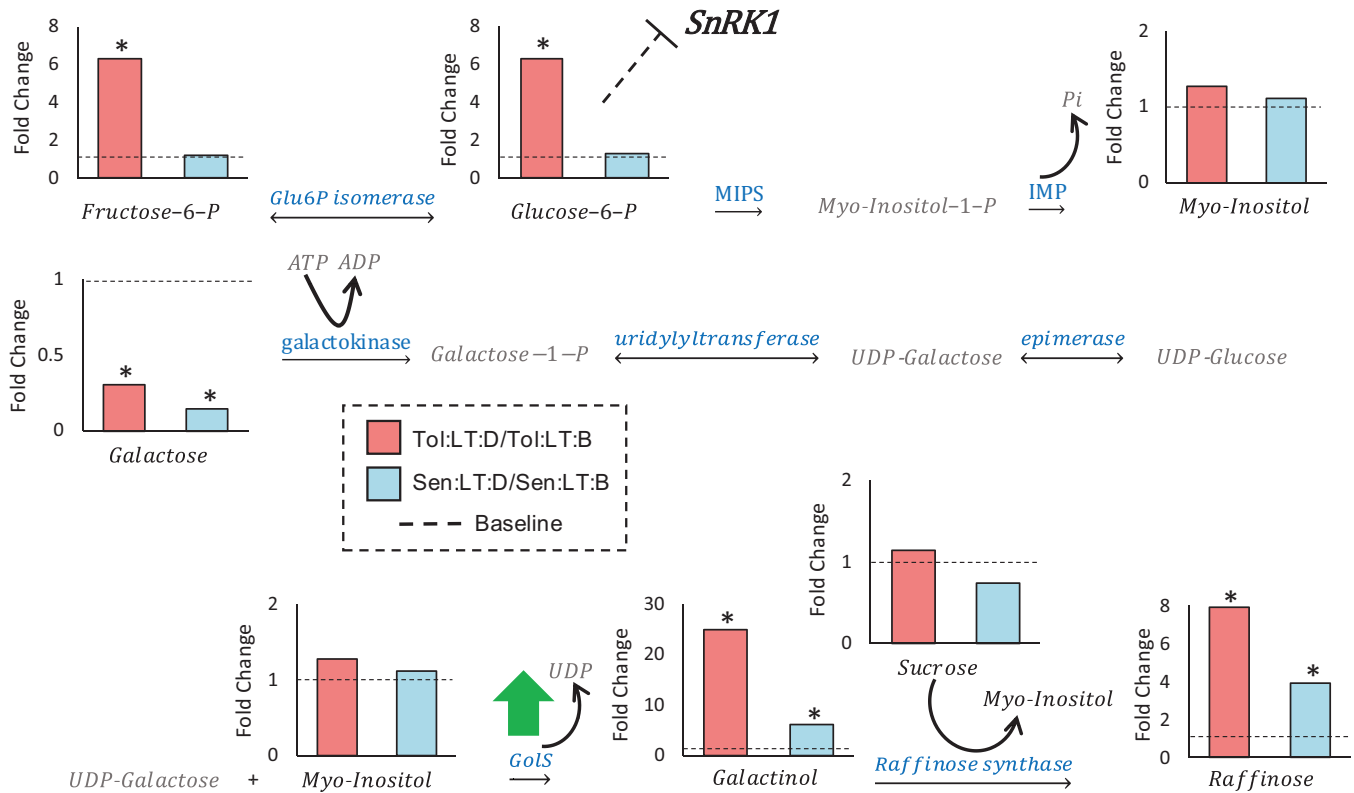 SnRK1
8
6
4
2
0
Fold Change
*
Fructose–6–P
Glu6P isomerase
8
6
4
2
0
Fold Change
*
Glucose–6–P
MIPS
Myo-Inositol–1–P
Pi
IMP
2
1
0
Fold Change
Myo-Inositol
1
0.5
0
Fold Change
*
*
Galactose
ATP
ADP
galactokinase
Galactose–1–P
uridylyltransferase
UDP-Galactose
epimerase
UDP-Glucose
Tol:LT:D/Tol:LT:B
Sen:LT:D/Sen:LT:B
Baseline
2
1
0
Fold Change
Sucrose
Myo-Inositol
UDP-Galactose
+
2
1
0
Fold Change
Myo-Inositol
UDP
GolS
30
20
10
0
Fold Change
*
*
Galactinol
Raffinose synthase
8
6
4
2
0
Fold Change
*
*
Raffinose